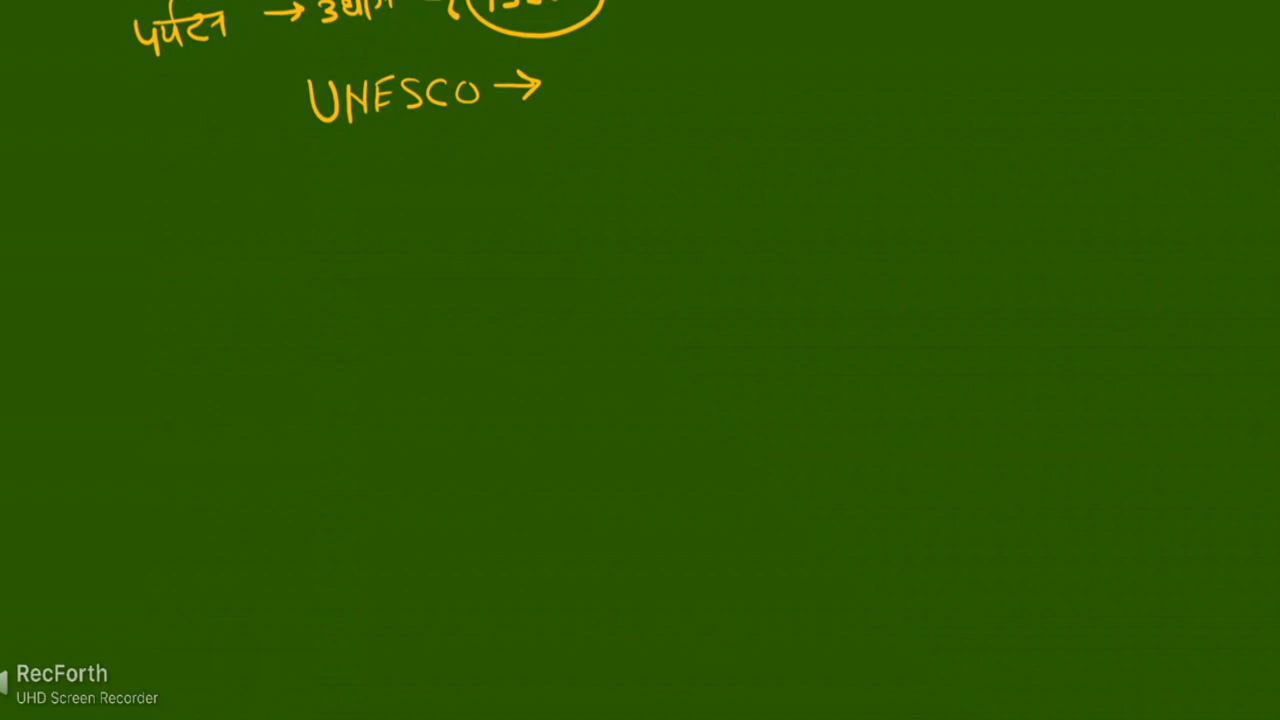 पर्यटन → उद्योग →
UNESCO →
RecForth
UHD Screen Recorder